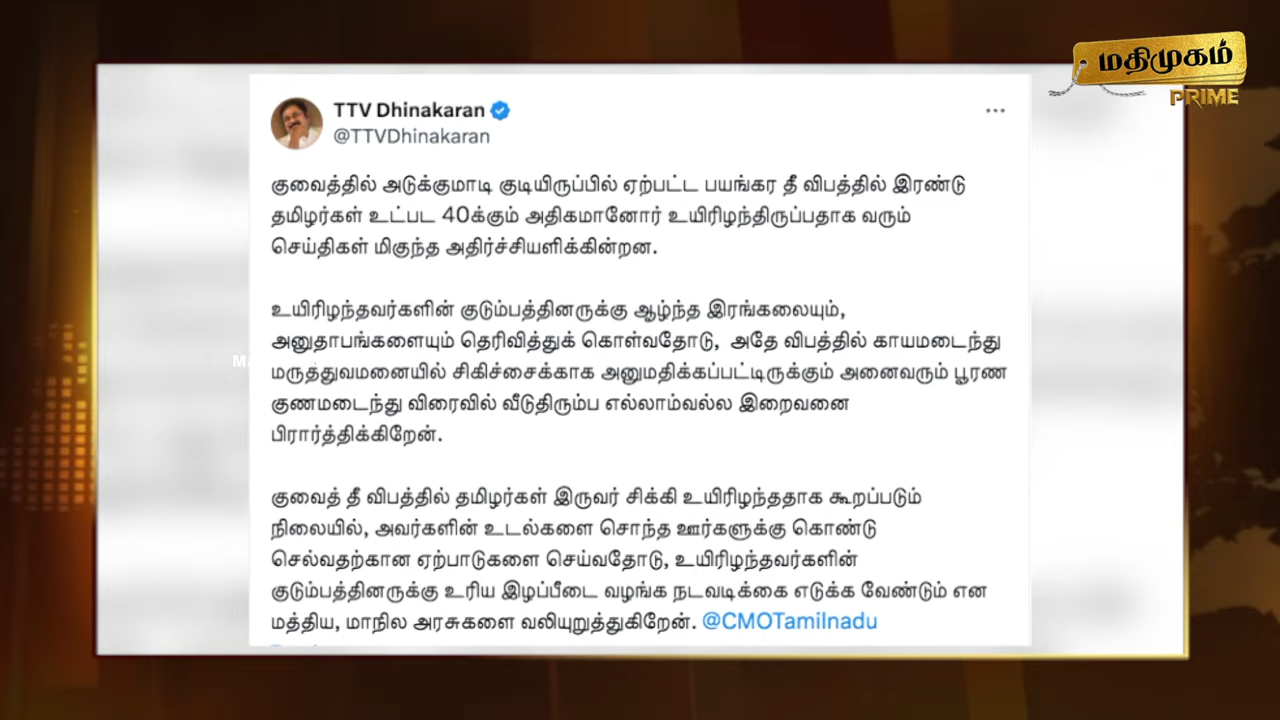 மதிமுகம்
PRIME
TTV Dhinakaran
@TTVDhinakaran
குவைத்தில் அடுக்குமாடி குடியிருப்பில் ஏற்பட்ட பயங்கர தீ விபத்தில் இரண்டு
தமிழர்கள் உட்பட 40க்கும் அதிகமானோர் உயிரிழந்திருப்பதாக வரும்
செய்திகள் மிகுந்த அதிர்ச்சியளிக்கின்றன.
உயிரிழந்தவர்களின் குடும்பத்தினருக்கு ஆழ்ந்த இரங்கலையும்,
அனுதாபங்களையும் தெரிவித்துக் கொள்வதோடு, அதே விபத்தில் காயமடைந்து
மருத்துவமனையில் சிகிச்சைக்காக அனுமதிக்கப்பட்டிருக்கும் அனைவரும் பூரண
குணமடைந்து விரைவில் வீடுதிரும்ப எல்லாம்வல்ல இறைவனை
பிரார்த்திக்கிறேன்.
குவைத் தீ விபத்தில் தமிழர்கள் இருவர் சிக்கி உயிரிழந்ததாக கூறப்படும்
நிலையில், அவர்களின் உடல்களை சொந்த ஊர்களுக்கு கொண்டு
செல்வதற்கான ஏற்பாடுகளை செய்வதோடு, உயிரிழந்தவர்களின்
குடும்பத்தினருக்கு உரிய இழப்பீடை வழங்க நடவடிக்கை எடுக்க வேண்டும் என
மத்திய, மாநில அரசுகளை வலியுறுத்துகிறேன். @CMOTamilnadu